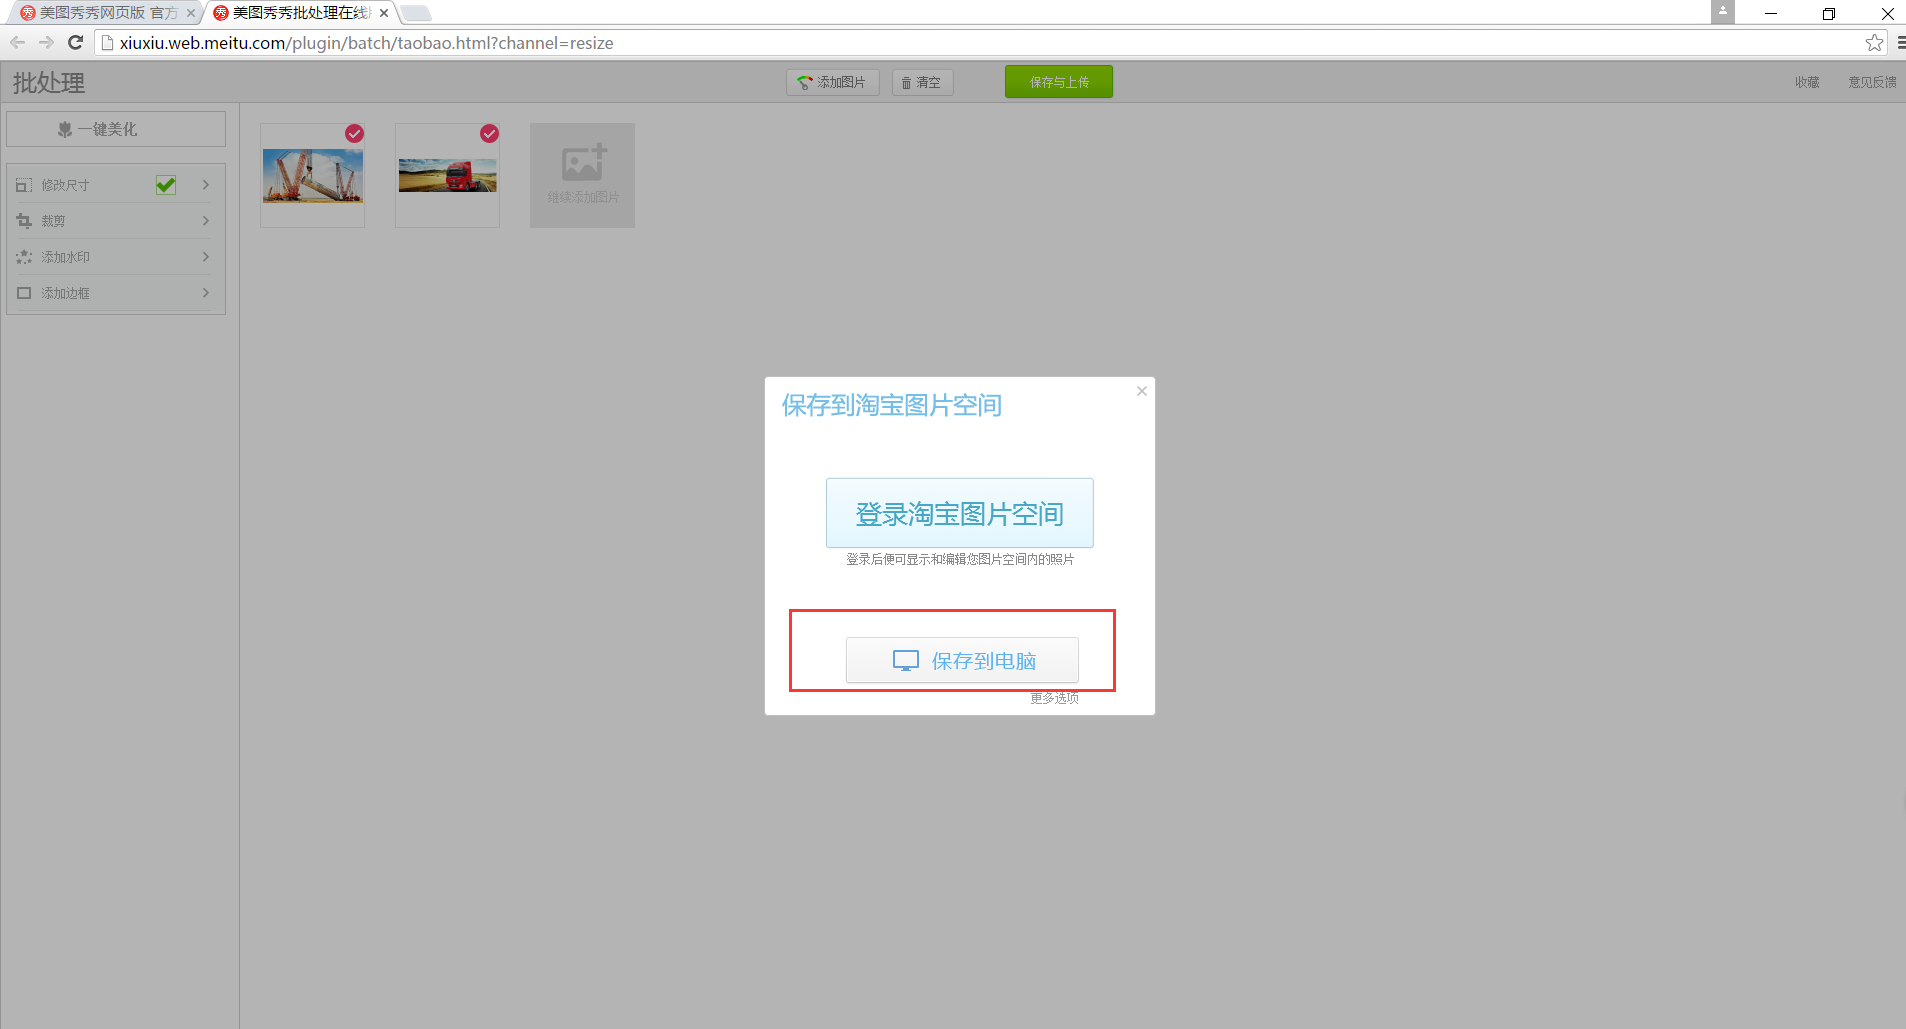 美图秀秀网页版 官方
美图秀秀批处理在线
xiuxiu.web.meitu.com/plugin/batch/taobao.html?channel=resize
批处理
添加图片
清空
保存与上传
收藏
意见反馈
一键美化
修改尺寸
裁剪
添加水印
添加边框
继续添加图片
保存到淘宝图片空间
登录淘宝图片空间
登录后便可显示和编辑您图片空间内的照片
保存到电脑
更多选项